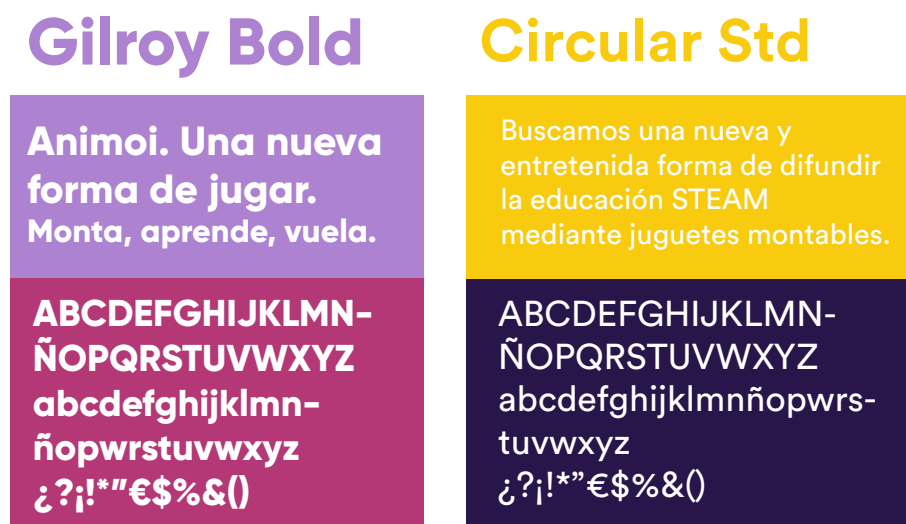 Gilroy Bold
Animoi. Una nueva
forma de jugar.
Monta, aprende, vuela.
ABCDEFGHIJKLMN-
ÑOPQRSTUVWXYZ
abcdefghijklmn-
ñopwrstuvwxyz
¿?¡!*"€$%&()
Circular Std
Buscamos una nueva y
entretenida forma de difundir
la educación STEAM
mediante juguetes montables.
ABCDEFGHIJKLMN-
ÑOPQRSTUVWXYZ
abcdefghijklmnñopwrs-
tuvwxyz
¿?¡!*”€$%&()